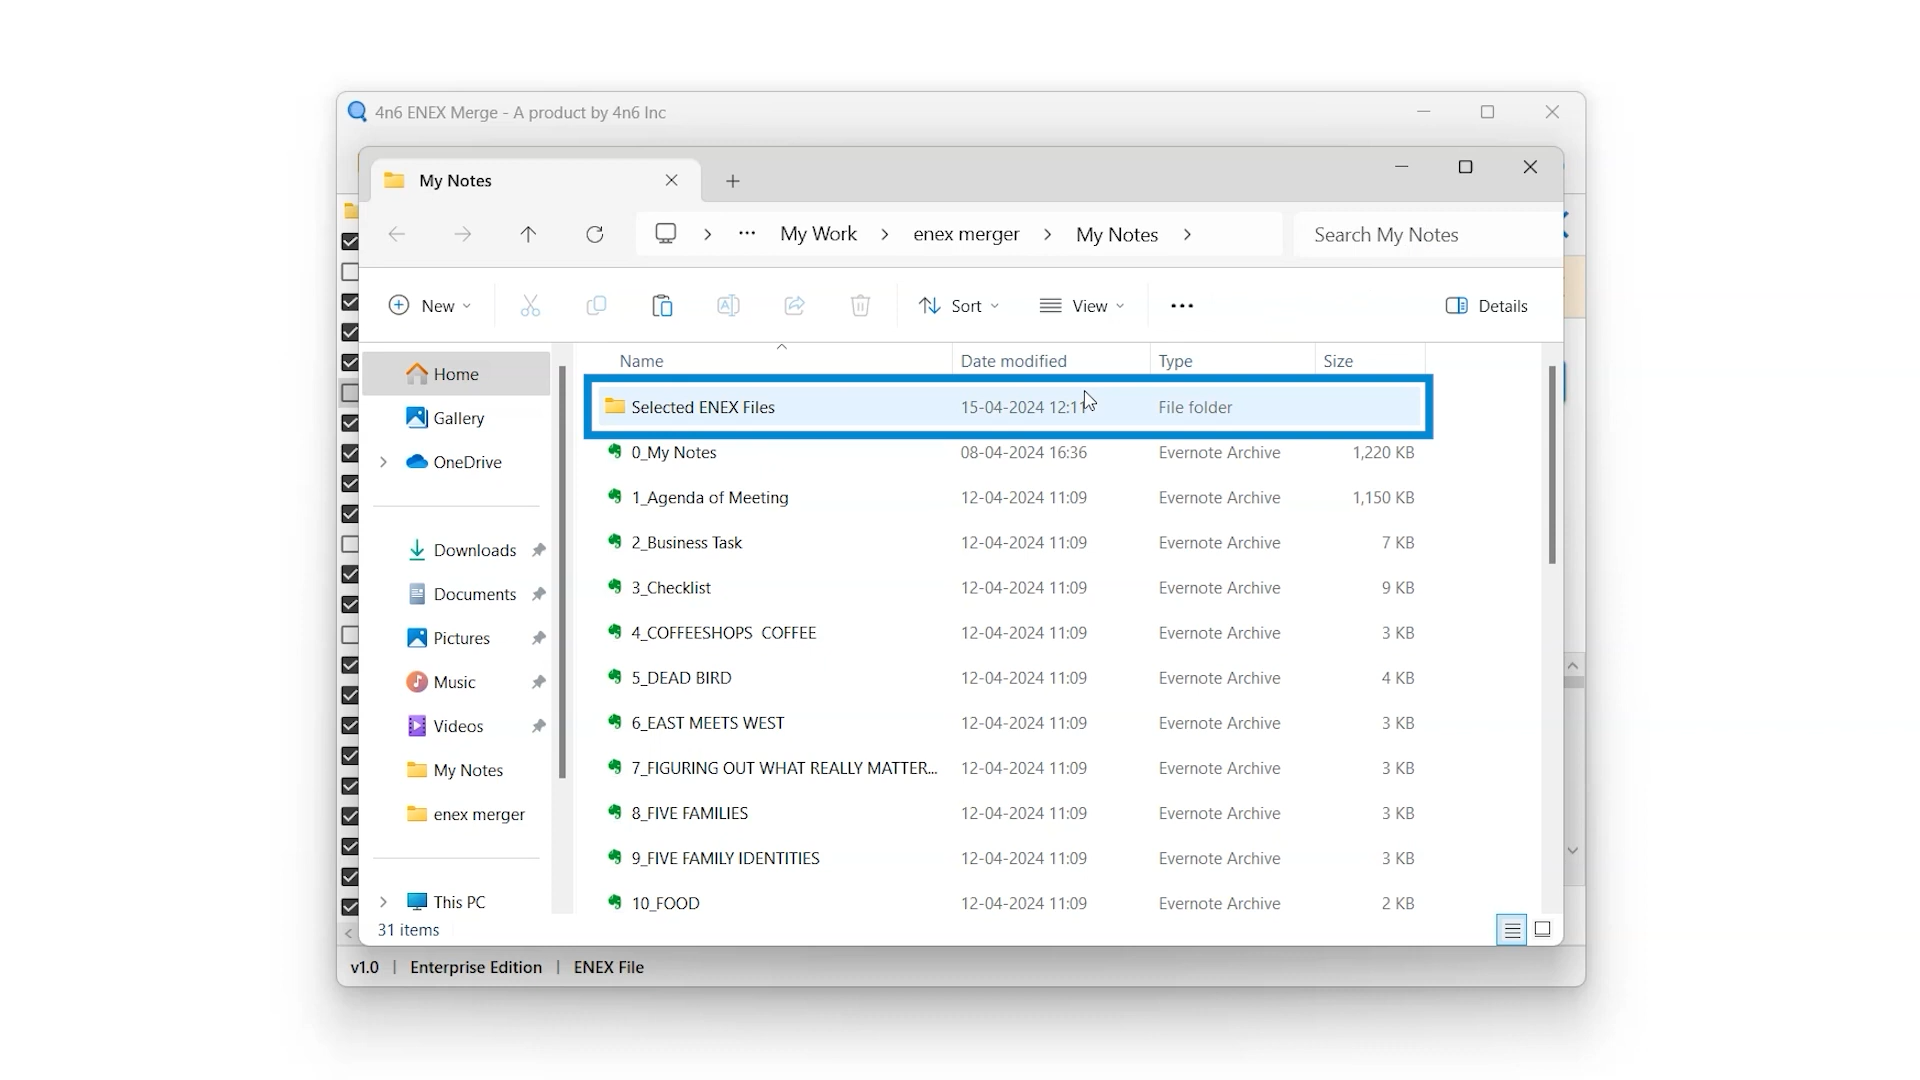 4n6 ENEX Merge - A product by 4n6 Inc
My Notes
My Work
enex merger
My Notes
Search My Notes
New
Sort
View
Details
Name
Date modified
Type
Size
Home
Gallery
OneDrive
Downloads
Documents
Pictures
Music
Videos
My Notes
enex merger
This PC
Selected ENEX Files 15-04-2024 12:11 File folder
0_My Notes 08-04-2024 16:36 Evernote Archive 1,220 KB
1_Agenda of Meeting 12-04-2024 11:09 Evernote Archive 1,150 KB
2_Business Task 12-04-2024 11:09 Evernote Archive 7 KB
3_Checklist 12-04-2024 11:09 Evernote Archive 9 KB
4_COFFEESHOPS COFFEE 12-04-2024 11:09 Evernote Archive 3 KB
5_DEAD BIRD 12-04-2024 11:09 Evernote Archive 4 KB
6_EAST MEETS WEST 12-04-2024 11:09 Evernote Archive 3 KB
7_FIGURING OUT WHAT REALLY MATTER... 12-04-2024 11:09 Evernote Archive 3 KB
8_FIVE FAMILIES 12-04-2024 11:09 Evernote Archive 3 KB
9_FIVE FAMILY IDENTITIES 12-04-2024 11:09 Evernote Archive 3 KB
10_FOOD 12-04-2024 11:09 Evernote Archive 2 KB
31 items
v1.0 | Enterprise Edition | ENEX File